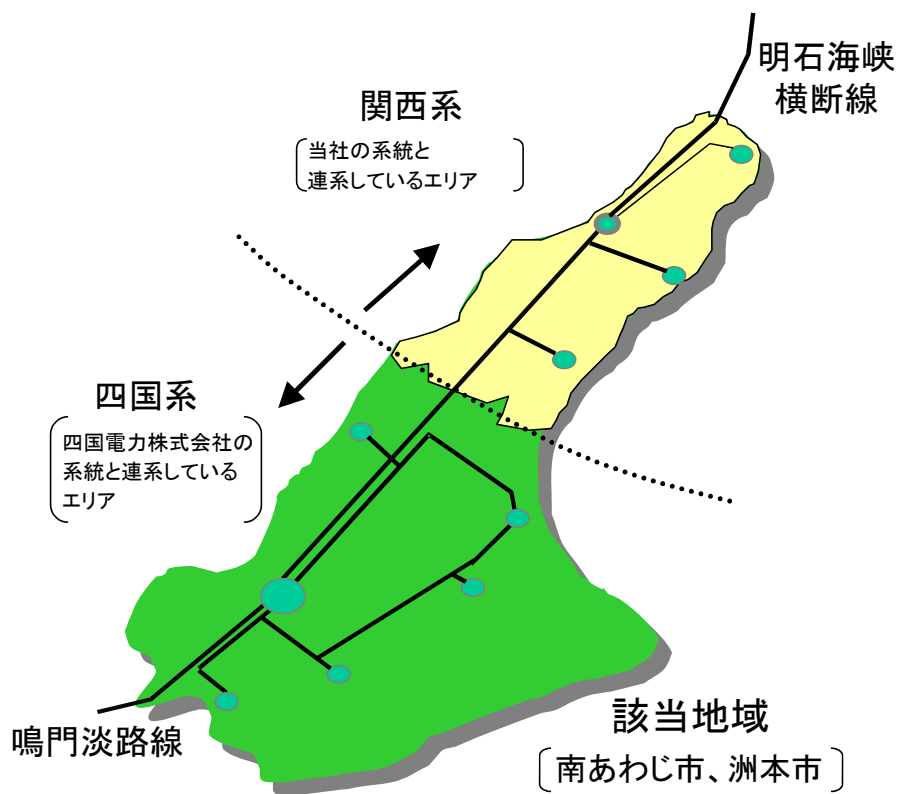 明石海峡
横断線
関西系
当社の系統と
連系しているエリア
四国系
四国電力株式会社の
系統と連系している
エリア
鳴門淡路線
該当地域
南あわじ市、洲本市